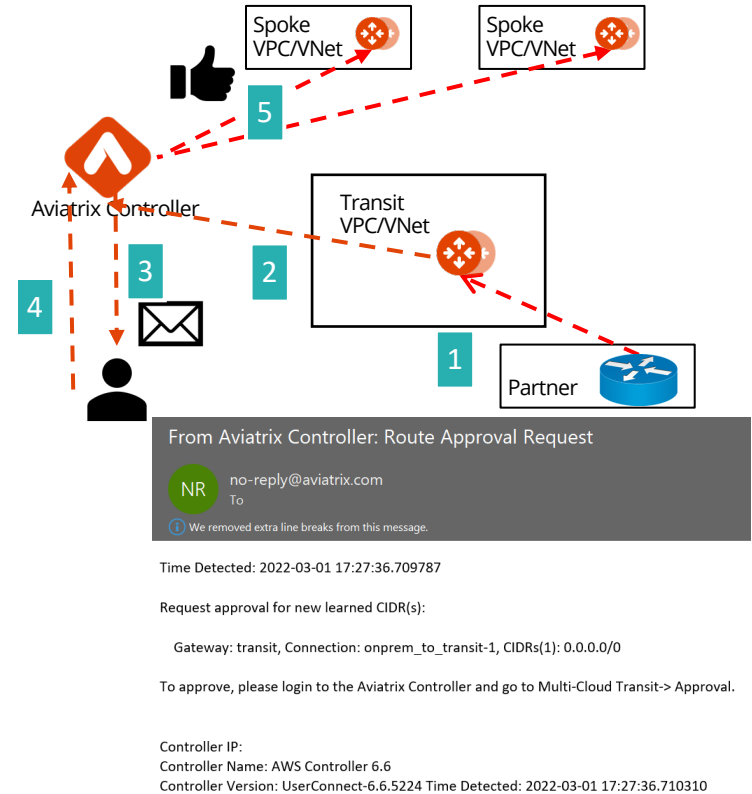 Spoke
VPC/VNet
Spoke
VPC/VNet
5
Aviatrix Controller
Transit
VPC/VNet
3
2
4
1
Partner
From Aviatrix Controller: Route Approval Request
NR
no-reply@aviatrix.com
To
i We removed extra line breaks from this message.
Time Detected: 2022-03-01 17:27:36.709787
Request approval for new learned CIDR(s):
Gateway: transit, Connection: onprem_to_transit-1, CIDRs(1): 0.0.0.0/0
To approve, please login to the Aviatrix Controller and go to Multi-Cloud Transit-> Approval.
Controller IP:
Controller Name: AWS Controller 6.6
Controller Version: UserConnect-6.6.5224 Time Detected: 2022-03-01 17:27:36.710310